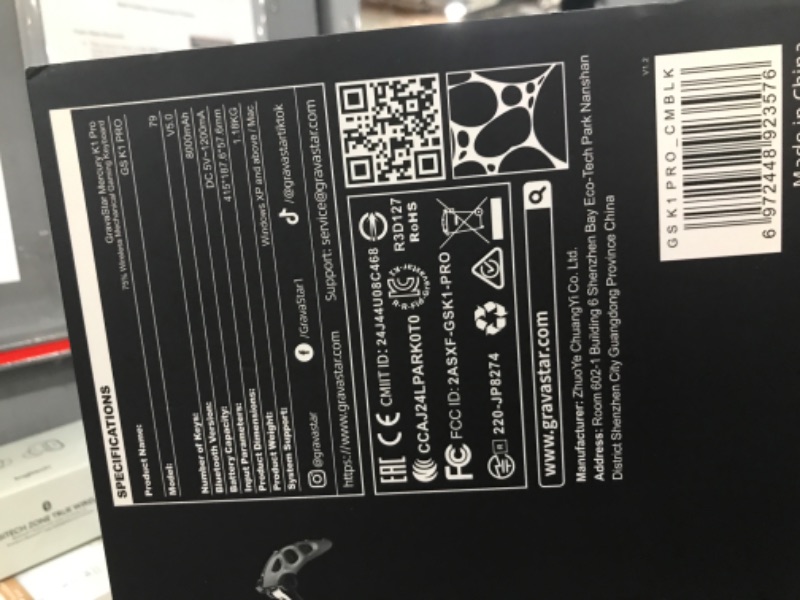 SPECIFICATIONS
Product Name: GravaStar Mercury K1 Pro
75% Wireless Mechanical Gaming Keyboard
Model: GS K1 PRO
Number of Keys: 79
Bluetooth Version: V5.0
Battery Capacity: 8000mAh
Input Parameters: DC 5V⎓1200mA
Product Dimensions: 415*187.6*57.6mm
Product Weight: 1.18KG
System Support: Windows XP and above / Mac
@gravastar /GravaStar1 /@gravastartiktok
https://www.gravastar.com Support: service@gravastar.com
EAC CE CMIIT ID: 24J44U08C468
CCAJ24LPARK0T0 R3D127 RoHS
FC FCC ID: 2ASXF-GSK1-PRO
R 220-JP8274
www.gravastar.com
Manufacturer: ZhuoYe ChuangYi Co. Ltd.
Address: Room 602-1 Building 6 Shenzhen Bay Eco-Tech Park Nanshan
District Shenzhen City Guangdong Province China
V1.2
GSK1PRO_CMBLK
6 972448 923576
Made in China